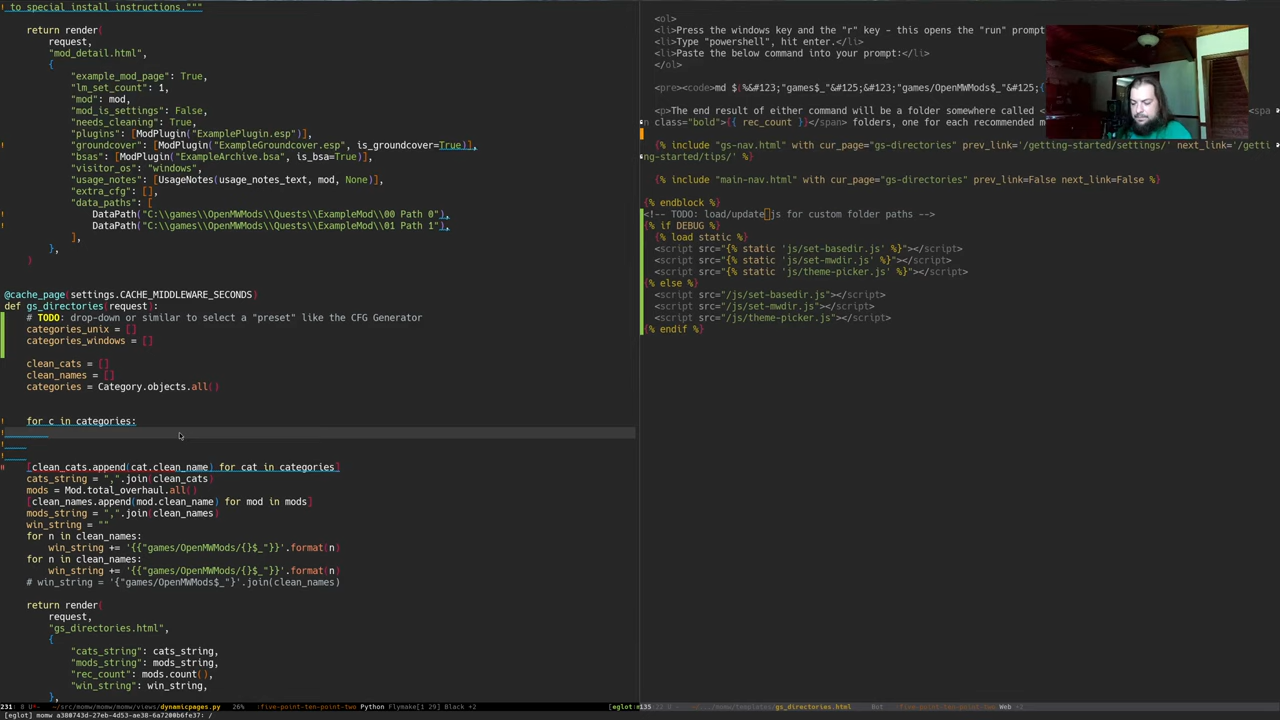 to special install instructions."""
return render(
request,
"mod_detail.html",
{
"example_mod_page": True,
"lm_set_count": 1,
"mod": mod,
"mod_is_settings": False,
"needs_cleaning": True,
"plugins": [ModPlugin("ExamplePlugin.esp")],
"groundcover": [ModPlugin("ExampleGroundcover.esp", is_groundcover=True)],
"bsas": [ModPlugin("ExampleArchive.bsa", is_bsa=True)],
"visitor_os": "windows",
"usage_notes": [UsageNotes(usage_notes_text, mod, None)],
"extra_cfg": [],
"data_paths": [
DataPath("C:\\games\\OpenMWMods\\Quests\\ExampleMod\\00 Path 0"),
DataPath("C:\\games\\OpenMWMods\\Quests\\ExampleMod\\01 Path 1"),
],
},
)
@cache_page(settings.CACHE_MIDDLEWARE_SECONDS)
def gs_directories(request):
# TODO: drop-down or similar to select a "preset" like the CFG Generator
categories_unix = []
categories_windows = []
clean_cats = []
clean_names = []
categories = Category.objects.all()
for c in categories:
[clean_cats.append(cat.clean_name) for cat in categories]
cats_string = ",".join(clean_cats)
mods = Mod.total_overhaul.all()
[clean_names.append(mod.clean_name) for mod in mods]
mods_string = ",".join(clean_names)
win_string = ""
for n in clean_names:
win_string += '{{"games/OpenMWMods/{}$_"}}'.format(n)
for n in clean_names:
win_string += '{{"games/OpenMWMods/{}$_"}}'.format(n)
# win_string = '{"games/OpenMWMods$_"}'.join(clean_names)
return render(
request,
"gs_directories.html",
{
"cats_string": cats_string,
"mods_string": mods_string,
"rec_count": mods.count(),
"win_string": win_string,
},
<ol>
<li>Press the windows key and the "r" key - this opens the "run" prompt
<li>Type "powershell", hit enter.</li>
<li>Paste the below command into your prompt:</li>
</ol>
<pre><code>md $(%&#123;"games$_"&#125;&#123;"games/OpenMWMods$_"&#125;{
<p>The end result of either command will be a folder somewhere called <spa
n class="bold">{{ rec_count }}</span> folders, one for each recommended m
{% include "gs-nav.html" with cur_page="gs-directories" prev_link='/getting-started/settings/' next_link='/getti
ng-started/tips/' %}
{% include "main-nav.html" with cur_page="gs-directories" prev_link=False next_link=False %}
{% endblock %}
<!-- TODO: load/update js for custom folder paths -->
{% if DEBUG %}
{% load static %}
<script src="{% static 'js/set-basedir.js' %}"></script>
<script src="{% static 'js/set-mwdir.js' %}"></script>
<script src="{% static 'js/theme-picker.js' %}"></script>
{% else %}
<script src="/js/set-basedir.js"></script>
<script src="/js/set-mwdir.js"></script>
<script src="/js/theme-picker.js"></script>
{% endif %}